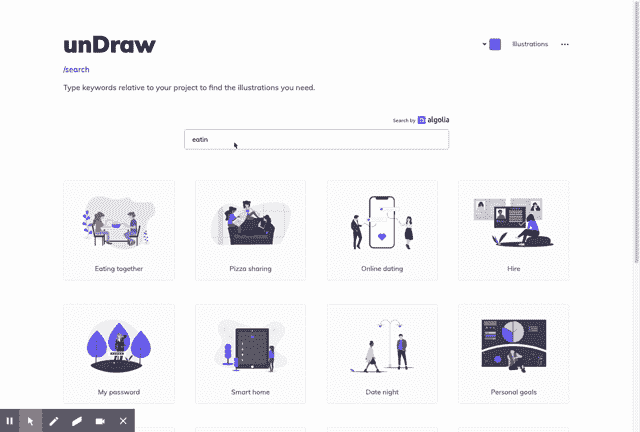 unDraw
Illustrations
/search
Type keywords relative to your project to find the illustrations you need.
Search by algolia
eatin
Eating together
Pizza sharing
Online dating
Hire
My password
Smart home
Date night
Personal goals